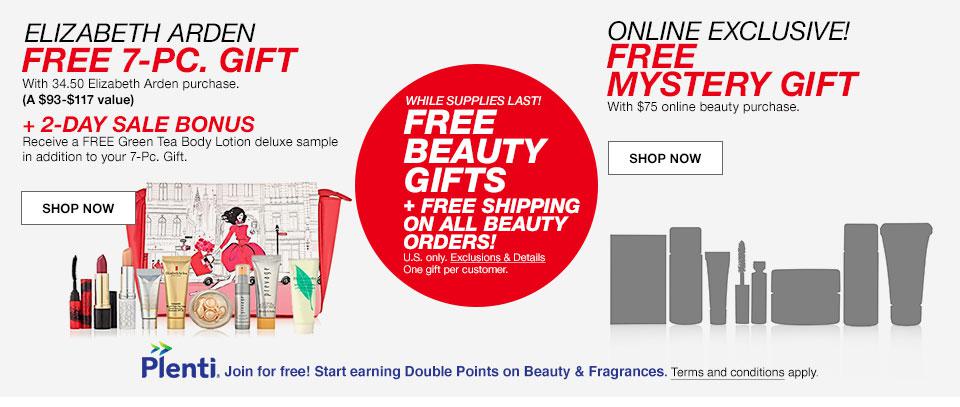 ELIZABETH ARDEN
FREE 7-PC. GIFT
With 34.50 Elizabeth Arden purchase.
(A $93-$117 value)
+ 2-DAY SALE BONUS
Receive a FREE Green Tea Body Lotion deluxe sample
in addition to your 7-Pc. Gift.
SHOP NOW
WHILE SUPPLIES LAST!
FREE
BEAUTY
GIFTS
+ FREE SHIPPING
ON ALL BEAUTY
ORDERS!
U.S. only. Exclusions & Details
One gift per customer.
ONLINE EXCLUSIVE!
FREE
MYSTERY GIFT
With $75 online beauty purchase.
SHOP NOW
Plenti. Join for free! Start earning Double Points on Beauty & Fragrances. Terms and conditions apply.